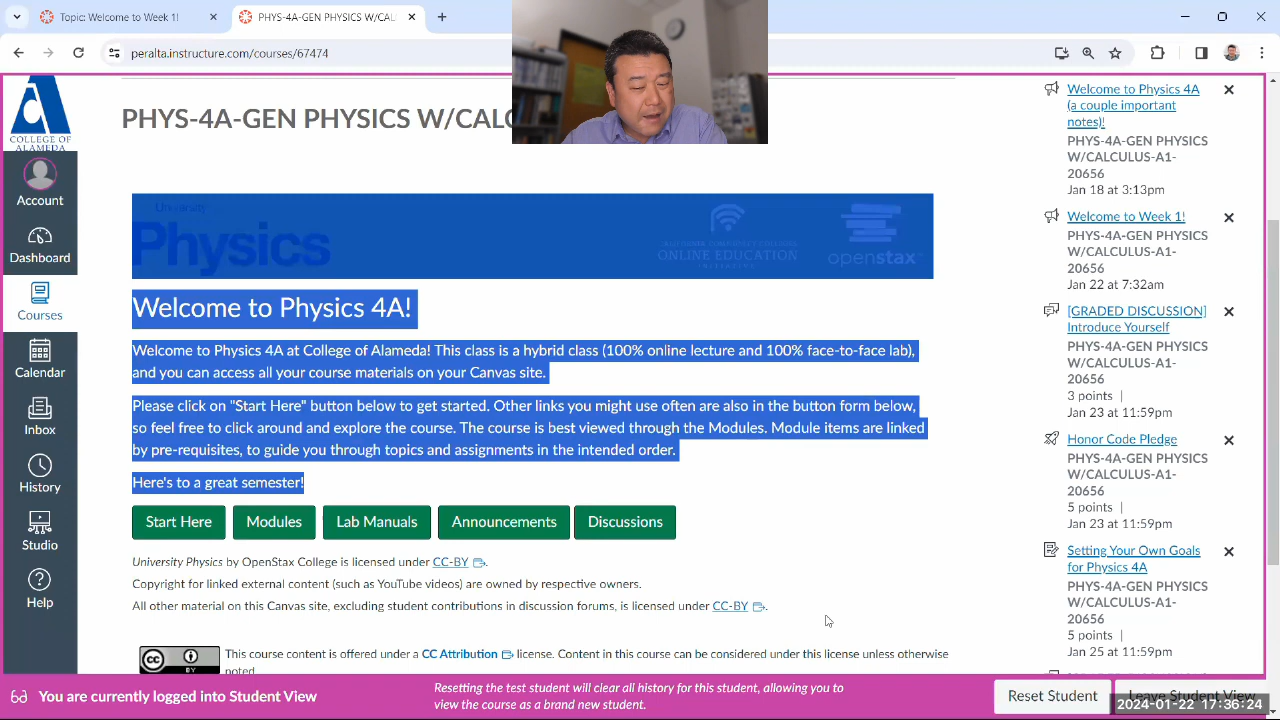 Courses
Courses
peralta.instructure.com/courses/67474
COLLEGE OF
ALAMEDA
Account
Dashboard
Courses
Calendar
Inbox
History
Studio
Help
PHYS-4A-GEN PHYSICS W/CALC
University
Physics
ONLINE EDUCATION
openstax
Welcome to Physics 4A!
Welcome to Physics 4A at College of Alameda! This class is a hybrid class (100% online lecture and 100% face-to-face lab),
and you can access all your course materials on your Canvas site.
Please click on "Start Here" button below to get started. Other links you might use often are also in the button form below,
so feel free to click around and explore the course. The course is best viewed through the Modules. Module items are linked
by pre-requisites, to guide you through topics and assignments in the intended order.
Here's to a great semester!
Start Here
Modules
Lab Manuals
Announcements
Discussions
University Physics by OpenStax College is licensed under CC-BY.
Copyright for linked external content (such as YouTube videos) are owned by respective owners.
All other material on this Canvas site, excluding student contributions in discussion forums, is licensed under CC-BY.
cc
BY
This course content is offered under a CC Attribution license. Content in this course can be considered under this license unless otherwise
noted.
Welcome to Physics 4A
(a couple important
notes)!
PHYS-4A-GEN PHYSICS
W/CALCULUS-A1-
20656
Jan 18 at 3:13pm
Welcome to Week 1!
PHYS-4A-GEN PHYSICS
W/CALCULUS-A1-
20656
Jan 22 at 7:32am
[GRADED DISCUSSION]
Introduce Yourself
PHYS-4A-GEN PHYSICS
W/CALCULUS-A1-
20656
3 points |
Jan 23 at 11:59pm
Honor Code Pledge
PHYS-4A-GEN PHYSICS
W/CALCULUS-A1-
20656
5 points |
Jan 23 at 11:59pm
Setting Your Own Goals
for Physics 4A
PHYS-4A-GEN PHYSICS
W/CALCULUS-A1-
20656
5 points |
Jan 25 at 11:59pm
You are currently logged into Student View
Resetting the test student will clear all history for this student, allowing you to
view the course as a brand new student.
Reset Student
Leave Student View
2024-01-22 17:36:24